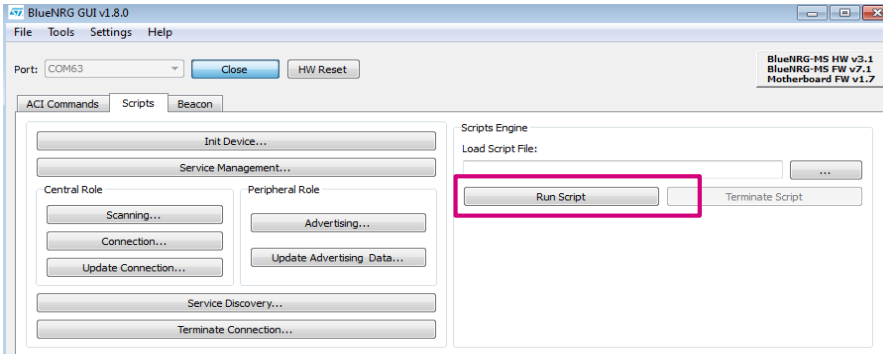 BlueNRG GUI v1.8.0
File Tools Settings Help
Port: COM63 Close HW Reset
BlueNRG-MS HW v3.1
BlueNRG-MS FW v7.1
Motherboard FW v1.7
ACI Commands Scripts Beacon
Init Device...
Service Management...
Central Role
Scanning...
Connection...
Update Connection...
Peripheral Role
Advertising...
Update Advertising Data...
Service Discovery...
Terminate Connection...
Scripts Engine
Load Script File:
...
Run Script Terminate Script